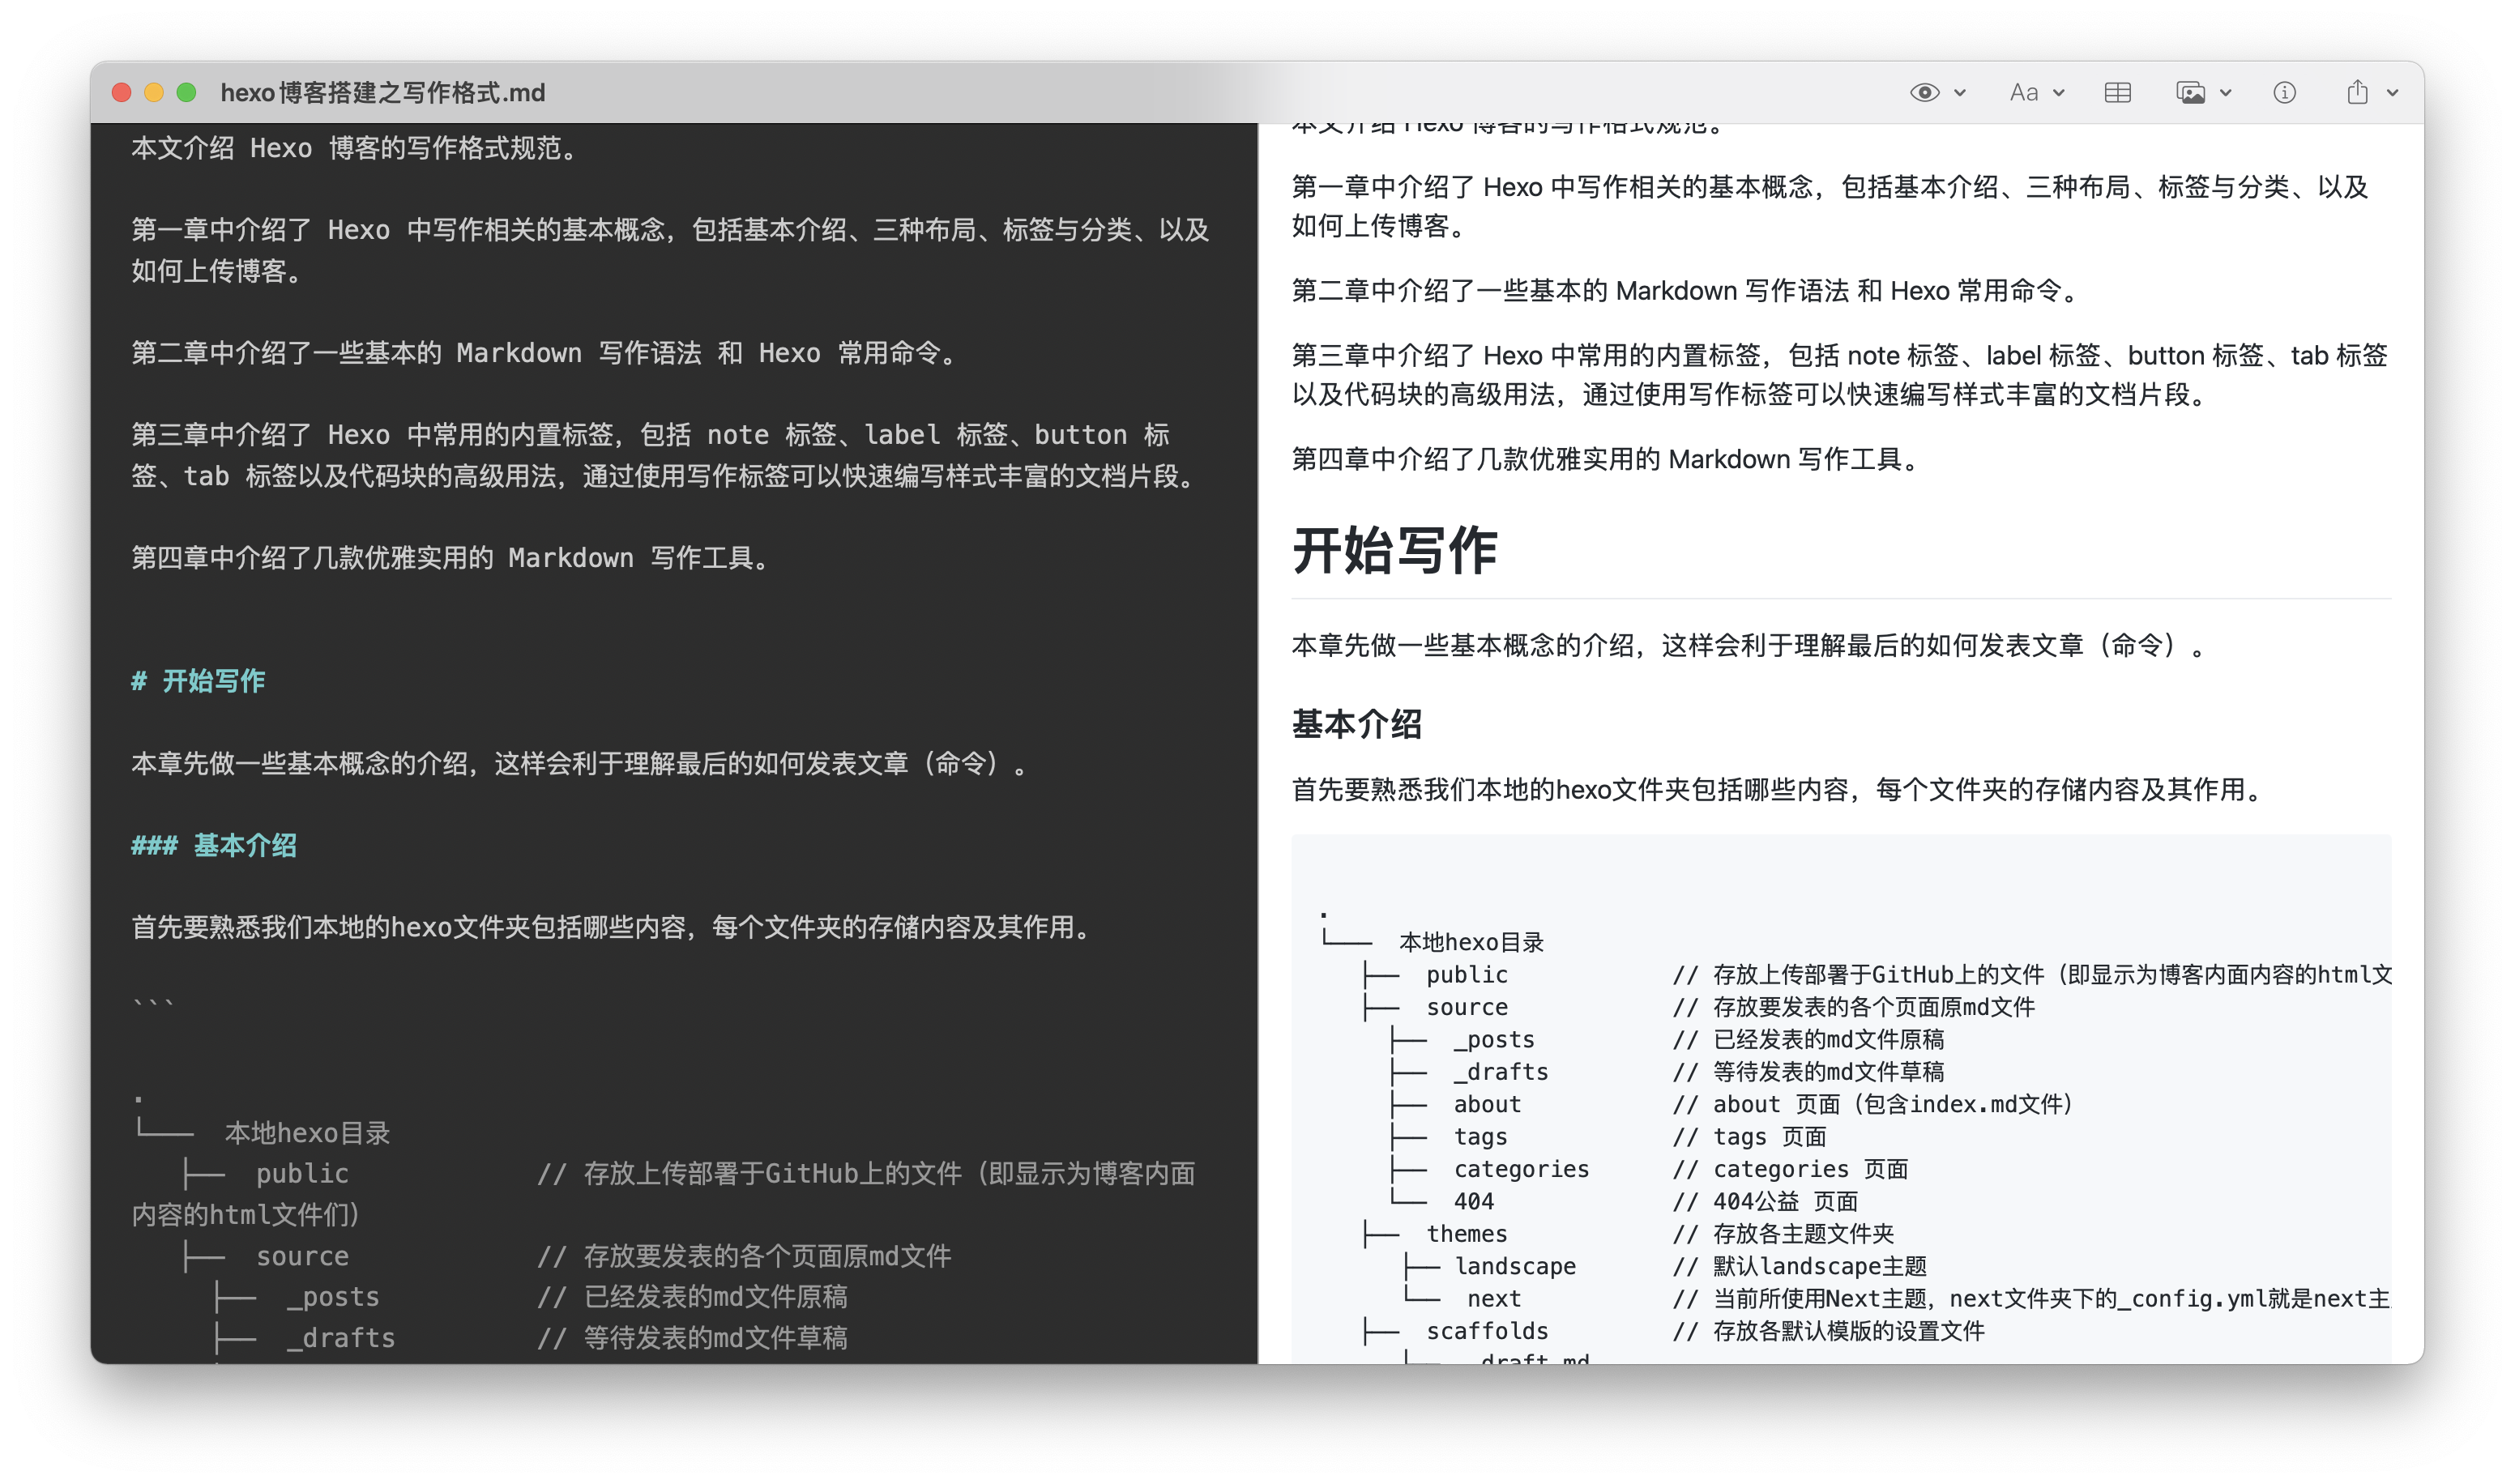 hexo博客搭建之写作格式.md
Aa
本文介绍 Hexo 博客的写作格式规范。
第一章中介绍了 Hexo 中写作相关的基本概念，包括基本介绍、三种布局、标签与分类、以及
如何上传博客。
第二章中介绍了一些基本的 Markdown 写作语法 和 Hexo 常用命令。
第三章中介绍了 Hexo 中常用的内置标签，包括 note 标签、label 标签、button 标
签、tab 标签以及代码块的高级用法，通过使用写作标签可以快速编写样式丰富的文档片段。
第四章中介绍了几款优雅实用的 Markdown 写作工具。
# 开始写作
本章先做一些基本概念的介绍，这样会利于理解最后的如何发表文章（命令）。
### 基本介绍
首先要熟悉我们本地的hexo文件夹包括哪些内容，每个文件夹的存储内容及其作用。
```
.
└── 本地hexo目录
├── public // 存放上传部署于GitHub上的文件（即显示为博客内面
内容的html文件们）
├── source // 存放要发表的各个页面原md文件
├── _posts // 已经发表的md文件原稿
├── _drafts // 等待发表的md文件草稿
本文介绍 Hexo 博客的写作格式规范。
第一章中介绍了 Hexo 中写作相关的基本概念，包括基本介绍、三种布局、标签与分类、以及
如何上传博客。
第二章中介绍了一些基本的 Markdown 写作语法 和 Hexo 常用命令。
第三章中介绍了 Hexo 中常用的内置标签，包括 note 标签、label 标签、button 标签、tab 标签
以及代码块的高级用法，通过使用写作标签可以快速编写样式丰富的文档片段。
第四章中介绍了几款优雅实用的 Markdown 写作工具。
开始写作
本章先做一些基本概念的介绍，这样会利于理解最后的如何发表文章（命令）。
基本介绍
首先要熟悉我们本地的hexo文件夹包括哪些内容，每个文件夹的存储内容及其作用。
.
└── 本地hexo目录
├── public // 存放上传部署于GitHub上的文件（即显示为博客内面内容的html文
├── source // 存放要发表的各个页面原md文件
├── _posts // 已经发表的md文件原稿
├── _drafts // 等待发表的md文件草稿
├── about // about 页面（包含index.md文件）
├── tags // tags 页面
├── categories // categories 页面
└── 404 // 404公益 页面
├── themes // 存放各主题文件夹
├── landscape // 默认landscape主题
└── next // 当前所使用Next主题，next文件夹下的_config.yml就是next主
├── scaffolds // 存放各默认模版的设置文件
├── draft.md